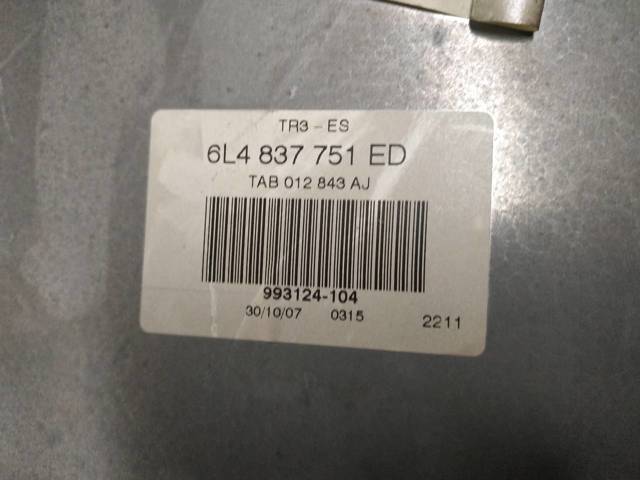 TR3 - ES
6L4 837 751 ED
TAB 012 843 AJ
993124-104
30/10/07 0315 2211